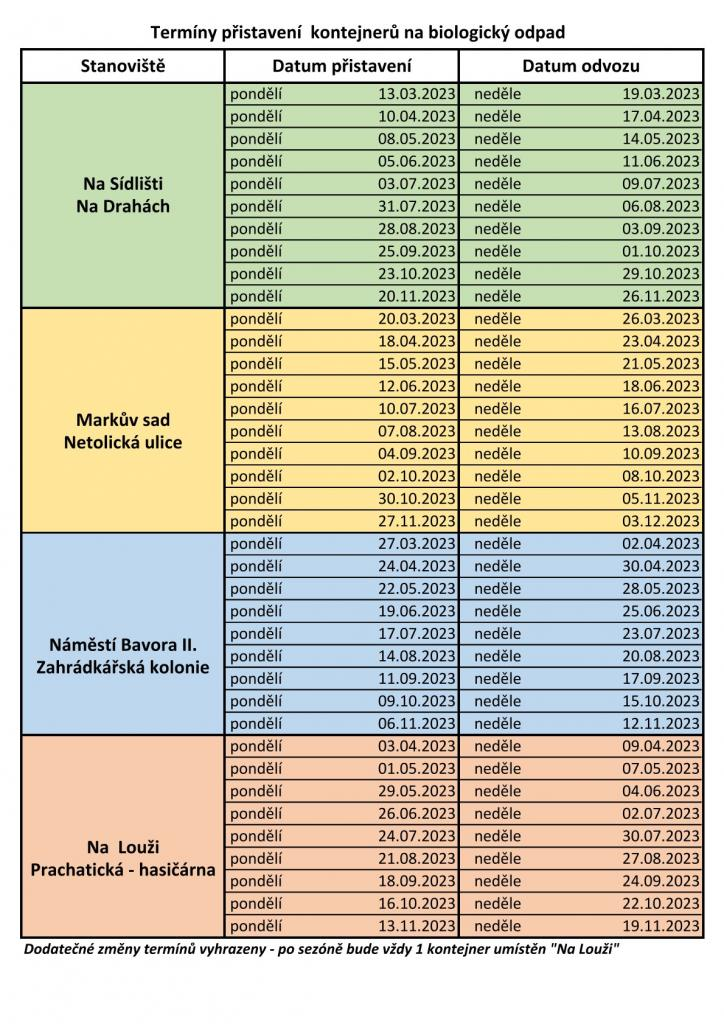 Termíny přistavení kontejnerů na biologický odpad
Stanoviště Datum přistavení Datum odvozu
Na Sídlišti
Na Drahách
pondělí 13.03.2023 neděle 19.03.2023
pondělí 10.04.2023 neděle 17.04.2023
pondělí 08.05.2023 neděle 14.05.2023
pondělí 05.06.2023 neděle 11.06.2023
pondělí 03.07.2023 neděle 09.07.2023
pondělí 31.07.2023 neděle 06.08.2023
pondělí 28.08.2023 neděle 03.09.2023
pondělí 25.09.2023 neděle 01.10.2023
pondělí 23.10.2023 neděle 29.10.2023
pondělí 20.11.2023 neděle 26.11.2023
Markův sad
Netolická ulice
pondělí 20.03.2023 neděle 26.03.2023
pondělí 18.04.2023 neděle 23.04.2023
pondělí 15.05.2023 neděle 21.05.2023
pondělí 12.06.2023 neděle 18.06.2023
pondělí 10.07.2023 neděle 16.07.2023
pondělí 07.08.2023 neděle 13.08.2023
pondělí 04.09.2023 neděle 10.09.2023
pondělí 02.10.2023 neděle 08.10.2023
pondělí 30.10.2023 neděle 05.11.2023
pondělí 27.11.2023 neděle 03.12.2023
Náměstí Bavora II.
Zahrádkářská kolonie
pondělí 27.03.2023 neděle 02.04.2023
pondělí 24.04.2023 neděle 30.04.2023
pondělí 22.05.2023 neděle 28.05.2023
pondělí 19.06.2023 neděle 25.06.2023
pondělí 17.07.2023 neděle 23.07.2023
pondělí 14.08.2023 neděle 20.08.2023
pondělí 11.09.2023 neděle 17.09.2023
pondělí 09.10.2023 neděle 15.10.2023
pondělí 06.11.2023 neděle 12.11.2023
Na Louži
Prachatická - hasičárna
pondělí 03.04.2023 neděle 09.04.2023
pondělí 01.05.2023 neděle 07.05.2023
pondělí 29.05.2023 neděle 04.06.2023
pondělí 26.06.2023 neděle 02.07.2023
pondělí 24.07.2023 neděle 30.07.2023
pondělí 21.08.2023 neděle 27.08.2023
pondělí 18.09.2023 neděle 24.09.2023
pondělí 16.10.2023 neděle 22.10.2023
pondělí 13.11.2023 neděle 19.11.2023
Dodatečné změny termínů vyhrazeny - po sezóně bude vždy 1 kontejner umístěn "Na Louži"